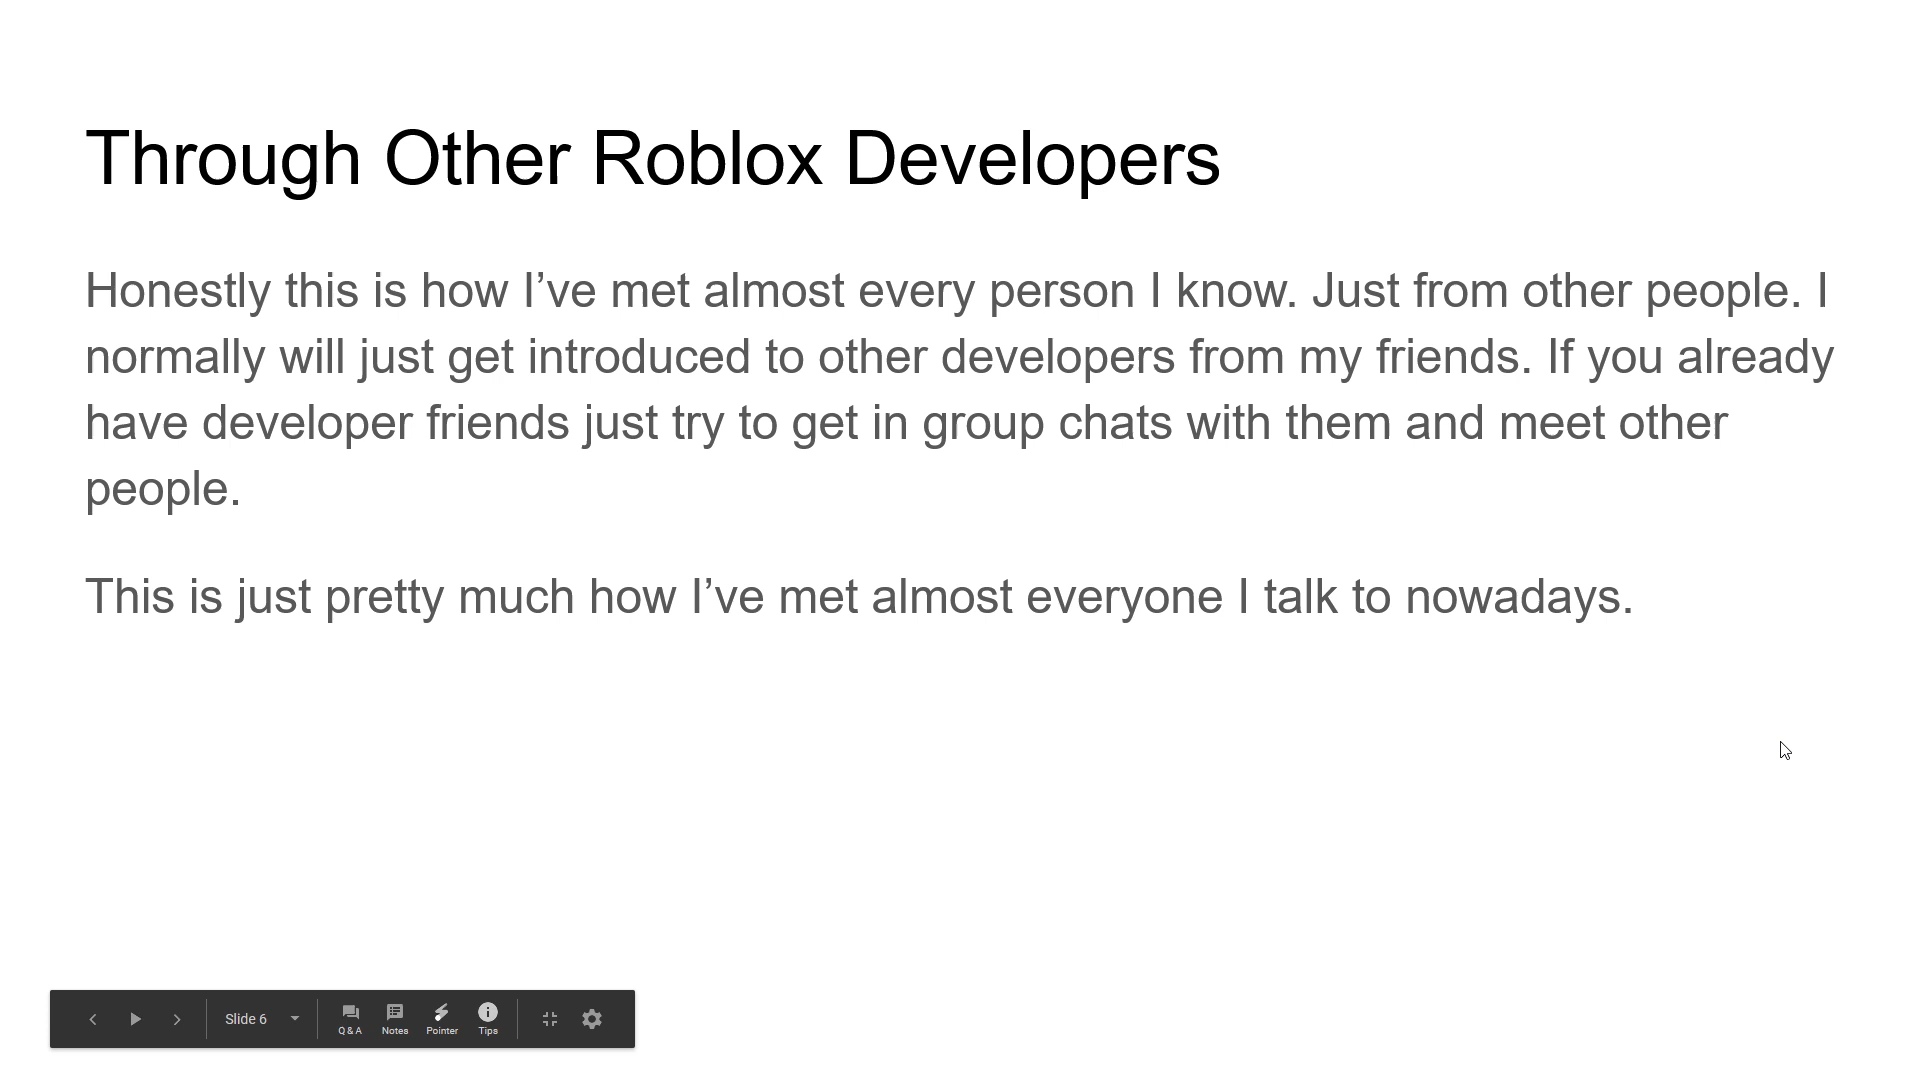 Through Other Roblox Developers
Honestly this is how I’ve met almost every person I know. Just from other people. I
normally will just get introduced to other developers from my friends. If you already
have developer friends just try to get in group chats with them and meet other
people.
This is just pretty much how I’ve met almost everyone I talk to nowadays.
Slide 6
Q & A Notes Pointer Tips